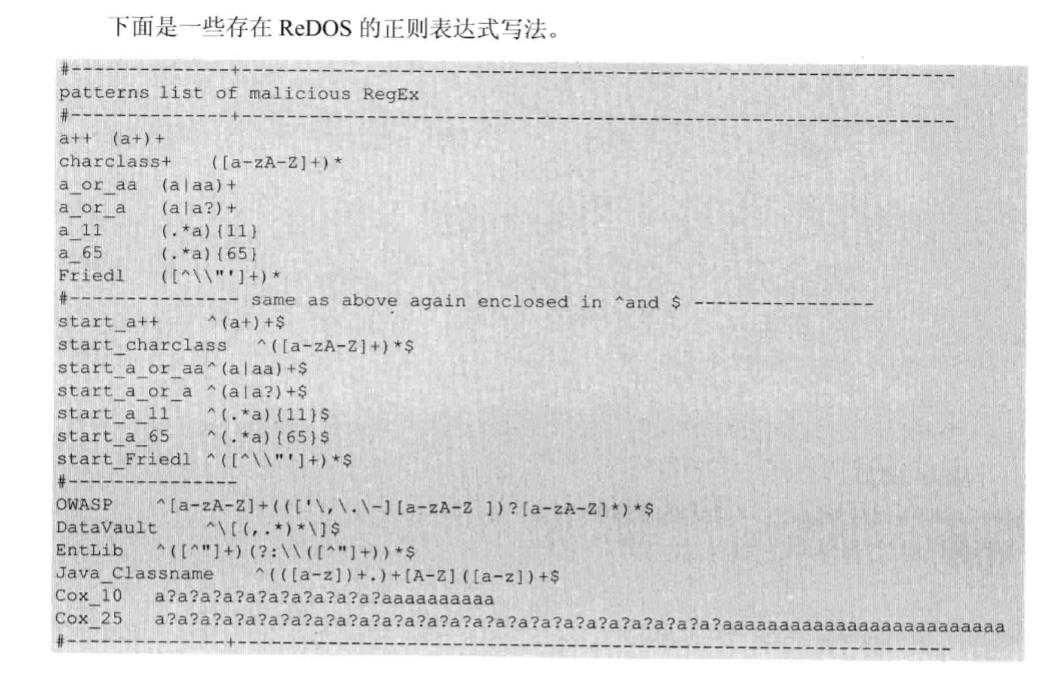 下面是一些存在 ReDOS 的正则表达式写法。
#---------------+------------------------------------------------------------------
patterns list of malicious RegEx
#---------------+------------------------------------------------------------------
a++ (a+)+
charclass+ ([a-zA-Z]+)*
a_or_aa (a|aa)+
a_or_a (a|a?)+
a_11 (.*a){11}
a_65 (.*a){65}
Friedl ([^\\"']+)*
#--------------- same as above again enclosed in ^and $ ----------------
start_a++ ^(a+)+$
start_charclass ^([a-zA-Z]+)*$
start_a_or_aa^(a|aa)+$
start_a_or_a ^(a|a?)+$
start_a_11 ^(.*a){11}$
start_a_65 ^(.*a){65}$
start_Friedl ^([^\\"']+)*$
#---------------
OWASP ^[a-zA-Z]+((['\,\.\-][a-zA-Z ])?[a-zA-Z]*)*$
DataVault ^\[(,.*)*\]$
EntLib ^([^"]+)(?:\\([^"]+))*$
Java_Classname ^(([a-z])+.)+[A-Z]([a-z])+$
Cox_10 a?a?a?a?a?a?a?a?a?a?aaaaaaaaaa
Cox_25 a?a?a?a?a?a?a?a?a?a?a?a?a?a?a?a?a?a?a?a?a?a?a?a?a?aaaaaaaaaaaaaaaaaaaaaaaaa
#---------------+------------------------------------------------------------------